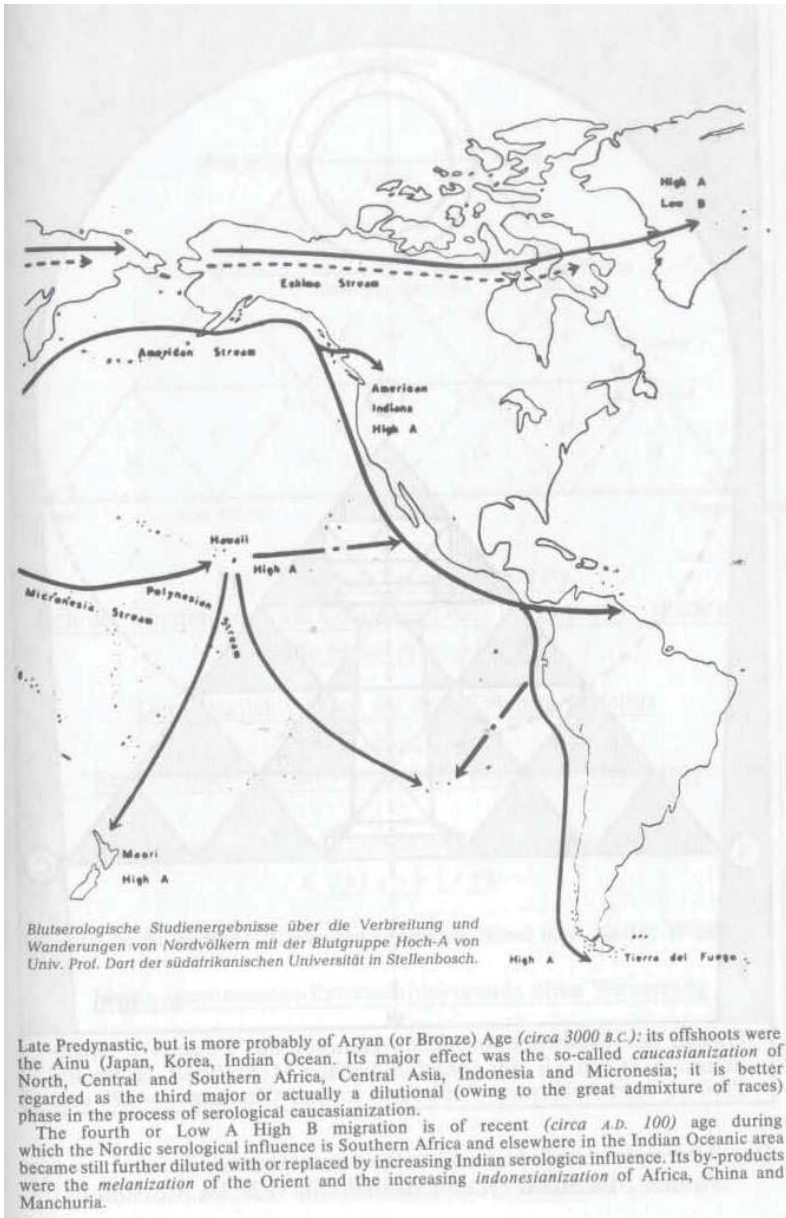 High A
Low B
Eskimo Stream
Stream
American
Indians
High A
Hawaii
High A
Micronesia Stream
Polynesian Stream
Maori
High A
Blutserologische Studienergebnisse über die Verbreitung und
Wanderungen von Nordvölkern mit der Blutgruppe Hoch-A von
Univ. Prof. Dart der südafrikanischen Universität in Stellenbosch.
High A
Tierra del Fuego
Late Predynastic, but is more probably of Aryan (or Bronze) Age (circa 3000 B.C.): its offshoots were
the Ainu (Japan, Korea, Indian Ocean. Its major effect was the so-called caucasianization of
North, Central and Southern Africa, Central Asia, Indonesia and Micronesia; it is better
regarded as the third major or actually a dilutional (owing to the great admixture of races)
phase in the process of serological caucasianization.
The fourth or Low A High B migration is of recent (circa A.D. 100) age during
which the Nordic serological influence is Southern Africa and elsewhere in the Indian Oceanic area
became still further diluted with or replaced by increasing Indian serologica influence. Its by-products
were the melanization of the Orient and the increasing indonesianization of Africa, China and
Manchuria.